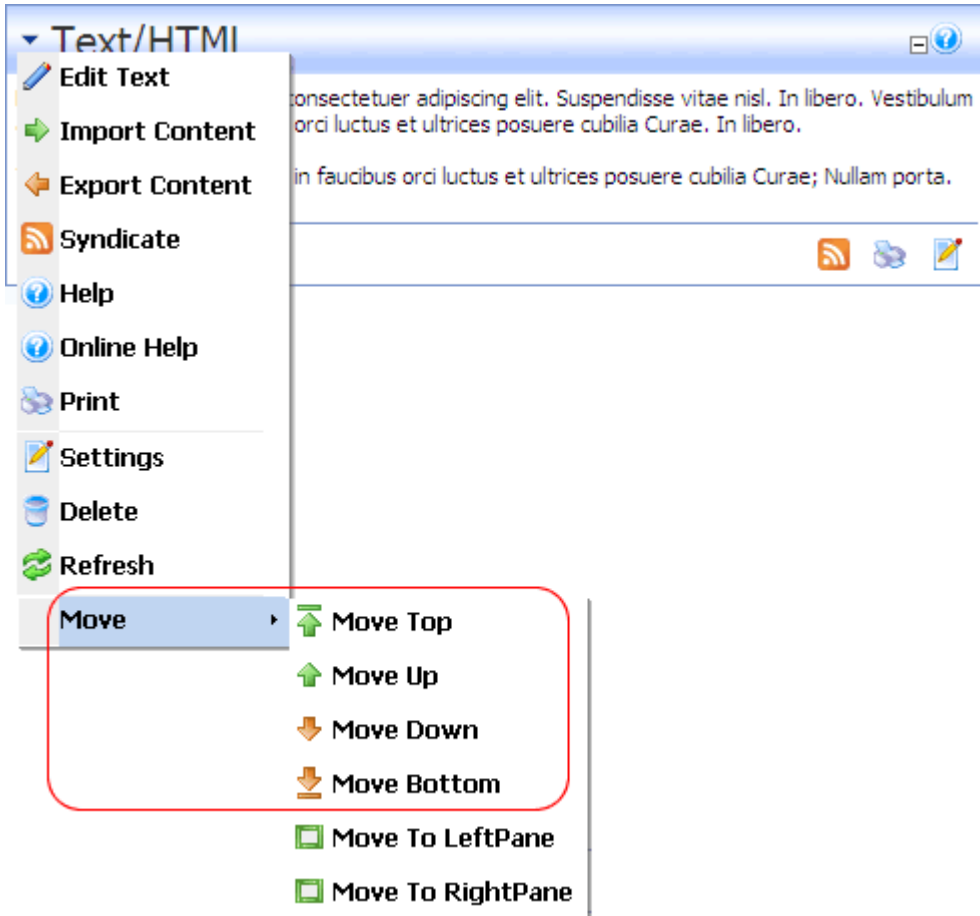 Text/HTML
Edit Text
consectetuer adipiscing elit. Suspendisse vitae nisl. In libero. Vestibulum
Import Content
orci luctus et ultrices posuere cubilia Curae. In libero.
Export Content
in faucibus orci luctus et ultrices posuere cubilia Curae; Nullam porta.
Syndicate
Help
Online Help
Print
Settings
Delete
Refresh
Move
Move Top
Move Up
Move Down
Move Bottom
Move To LeftPane
Move To RightPane